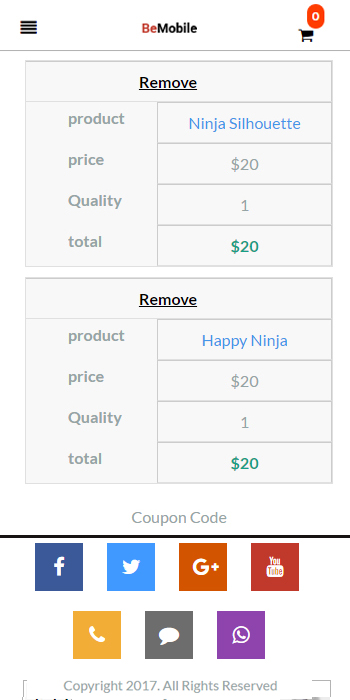 0
BeMobile
Remove
product Ninja Silhouette
price $20
Quality 1
total $20
Remove
product Happy Ninja
price $20
Quality 1
total $20
Coupon Code
f G+ You Tube
Copyright 2017. All Rights Reserved